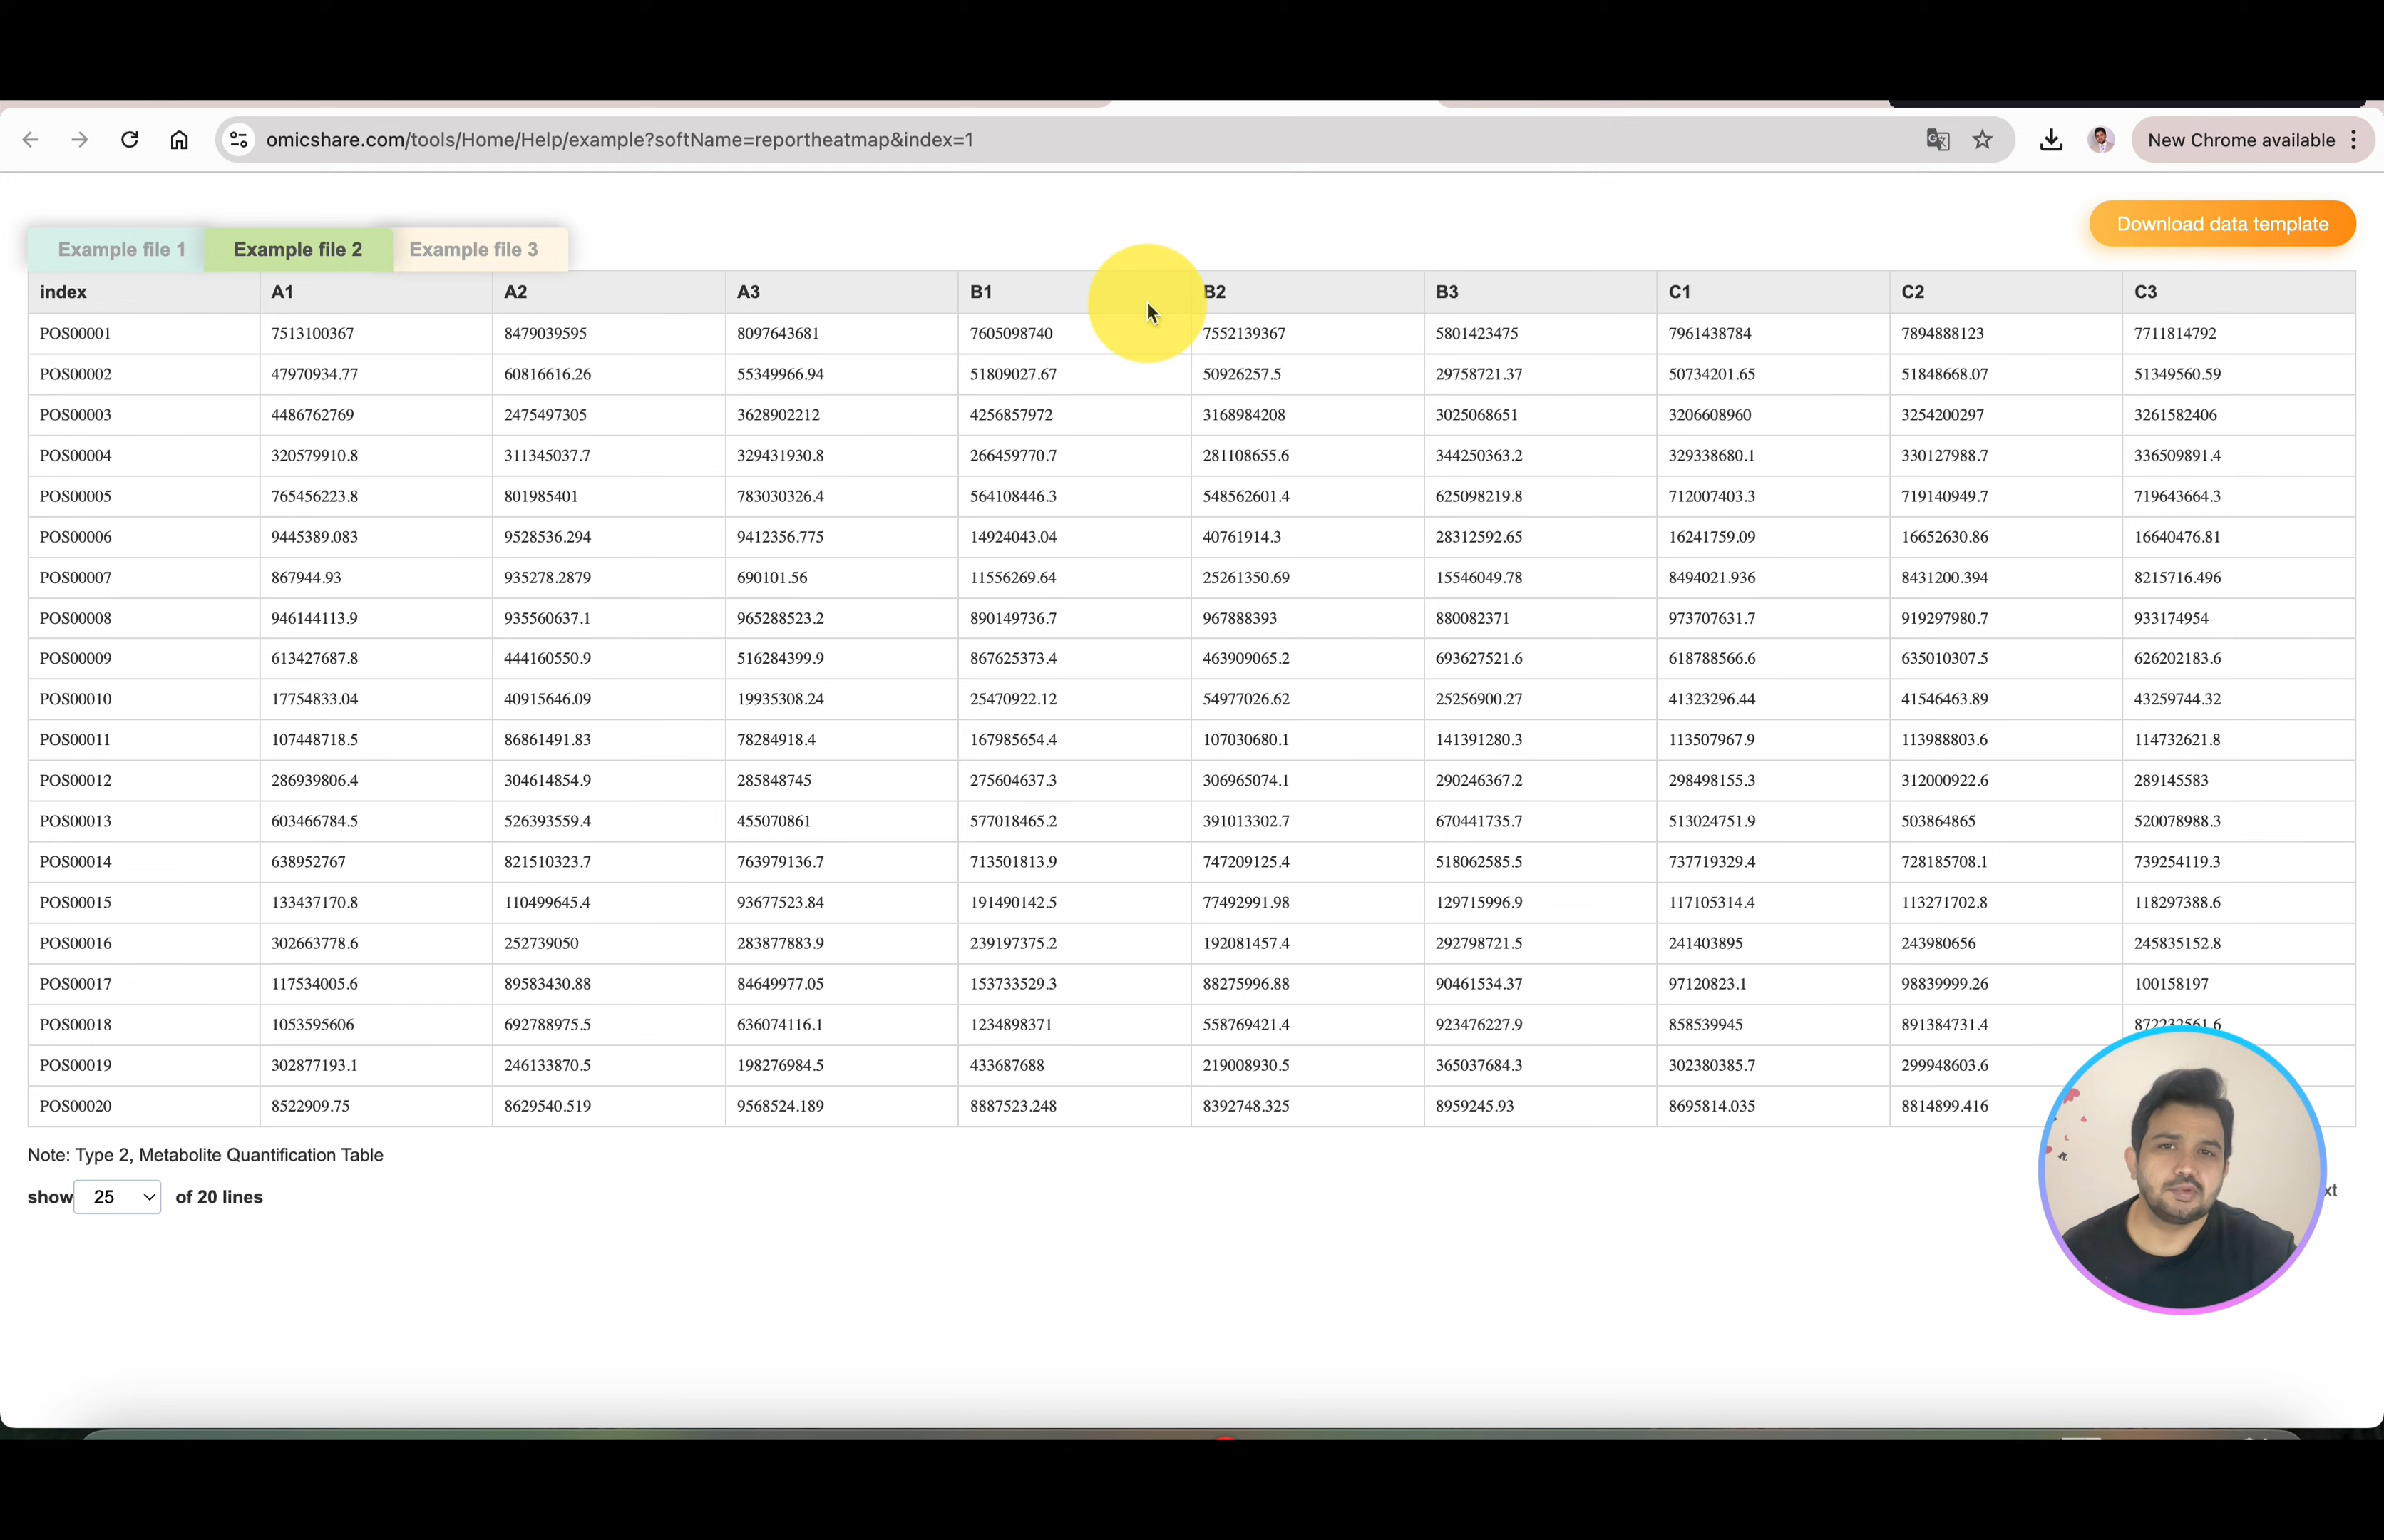 omicshare.com/tools/Home/Help/example?softName=reportheatmap&index=1
New Chrome available
Download data template
Example file 1 Example file 2 Example file 3
index A1 A2 A3 B1 B2 B3 C1 C2 C3
POS00001 7513100367 8479039595 8097643681 7605098740 7552139367 5801423475 7961438784 7894888123 7711814792
POS00002 47970934.77 60816616.26 55349966.94 51809027.67 50926257.5 29758721.37 50734201.65 51848668.07 51349560.59
POS00003 4486762769 2475497305 3628902212 4256857972 3168984208 3025068651 3206608960 3254200297 3261582406
POS00004 320579910.8 311345037.7 329431930.8 266459770.7 281108655.6 344250363.2 329338680.1 330127988.7 336509891.4
POS00005 765456223.8 801985401 783030326.4 564108446.3 548562601.4 625098219.8 712007403.3 719140949.7 719643664.3
POS00006 9445389.083 9528536.294 9412356.775 14924043.04 40761914.3 28312592.65 16241759.09 16652630.86 16640476.81
POS00007 867944.93 935278.2879 690101.56 11556269.64 25261350.69 15546049.78 8494021.936 8431200.394 8215716.496
POS00008 946144113.9 935560637.1 965288523.2 890149736.7 967888393 880082371 973707631.7 919297980.7 933174954
POS00009 613427687.8 444160550.9 516284399.9 867625373.4 463909065.2 693627521.6 618788566.6 635010307.5 626202183.6
POS00010 17754833.04 40915646.09 19935308.24 25470922.12 54977026.62 25256900.27 41323296.44 41546463.89 43259744.32
POS00011 107448718.5 86861491.83 78284918.4 167985654.4 107030680.1 141391280.3 113507967.9 113988803.6 114732621.8
POS00012 286939806.4 304614854.9 285848745 275604637.3 306965074.1 290246367.2 298498155.3 312000922.6 289145583
POS00013 603466784.5 526393559.4 455070861 577018465.2 391013302.7 670441735.7 513024751.9 503864865 520078988.3
POS00014 638952767 821510323.7 763979136.7 713501813.9 747209125.4 518062585.5 737719329.4 728185708.1 739254119.3
POS00015 133437170.8 110499645.4 93677523.84 191490142.5 77492991.98 129715996.9 117105314.4 113271702.8 118297388.6
POS00016 302663778.6 252739050 283877883.9 239197375.2 192081457.4 292798721.5 241403895 243980656 245835152.8
POS00017 117534005.6 89583430.88 84649977.05 153733529.3 88275996.88 90461534.37 97120823.1 98839999.26 100158197
POS00018 1053595606 692788975.5 636074116.1 1234898371 558769421.4 923476227.9 858539945 891384731.4 872232561.6
POS00019 302877193.1 246133870.5 198276984.5 433687688 219008930.5 365037684.3 302380385.7 299948603.6
POS00020 8522909.75 8629540.519 9568524.189 8887523.248 8392748.325 8959245.93 8695814.035 8814899.416
Note: Type 2, Metabolite Quantification Table
show 25 of 20 lines